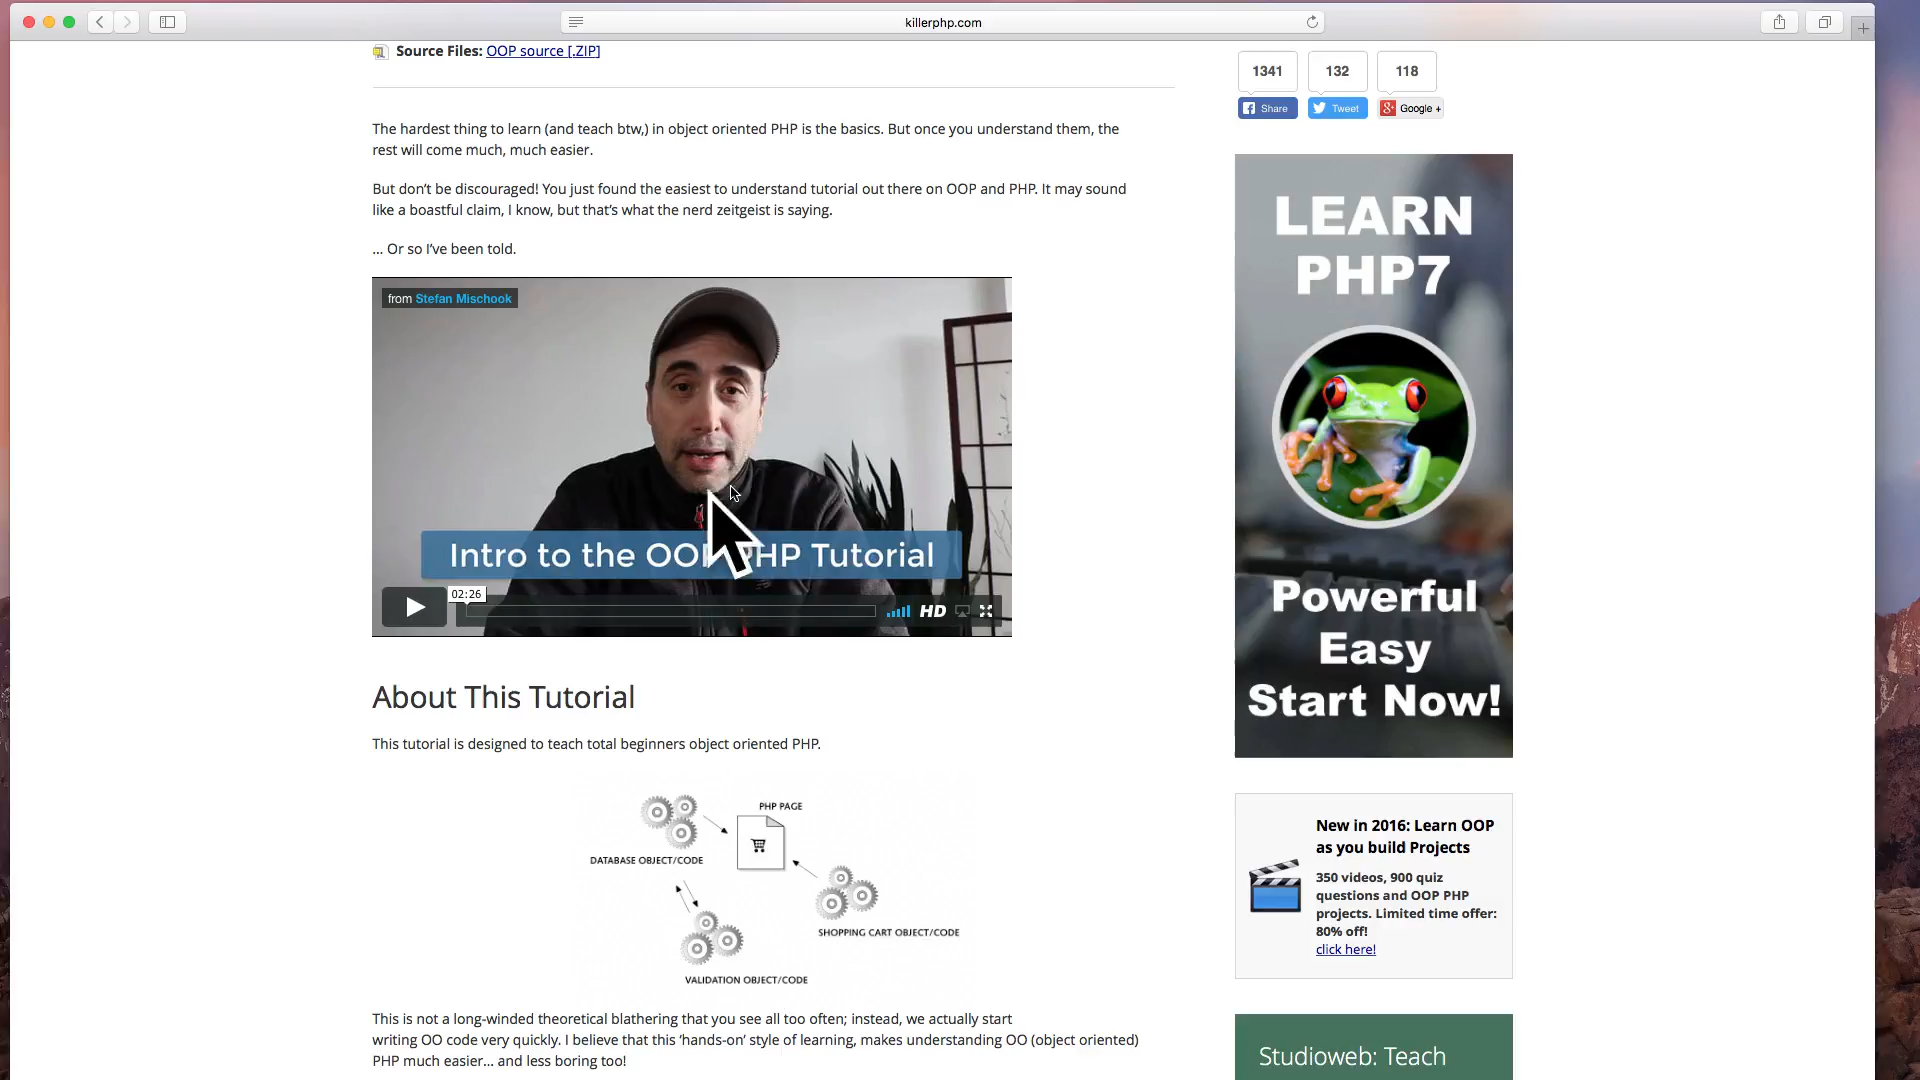 killerphp.com
Source Files: OOP source [.ZIP]
The hardest thing to learn (and teach btw,) in object oriented PHP is the basics. But once you understand them, the
rest will come much, much easier.
But don’t be discouraged! You just found the easiest to understand tutorial out there on OOP and PHP. It may sound
like a boastful claim, I know, but that’s what the nerd zeitgeist is saying.
... Or so I’ve been told.
from Stefan Mischook
Intro to the OOP PHP Tutorial
02:26
HD
About This Tutorial
This tutorial is designed to teach total beginners object oriented PHP.
PHP PAGE
DATABASE OBJECT/CODE
SHOPPING CART OBJECT/CODE
VALIDATION OBJECT/CODE
This is not a long-winded theoretical blathering that you see all too often; instead, we actually start
writing OO code very quickly. I believe that this ‘hands-on’ style of learning, makes understanding OO (object oriented)
PHP much easier... and less boring too!
1341 132 118
Share Tweet Google +
LEARN
PHP7
Powerful
Easy
Start Now!
New in 2016: Learn OOP
as you build Projects
350 videos, 900 quiz
questions and OOP PHP
projects. Limited time offer:
80% off!
click here!
Studioweb: Teach